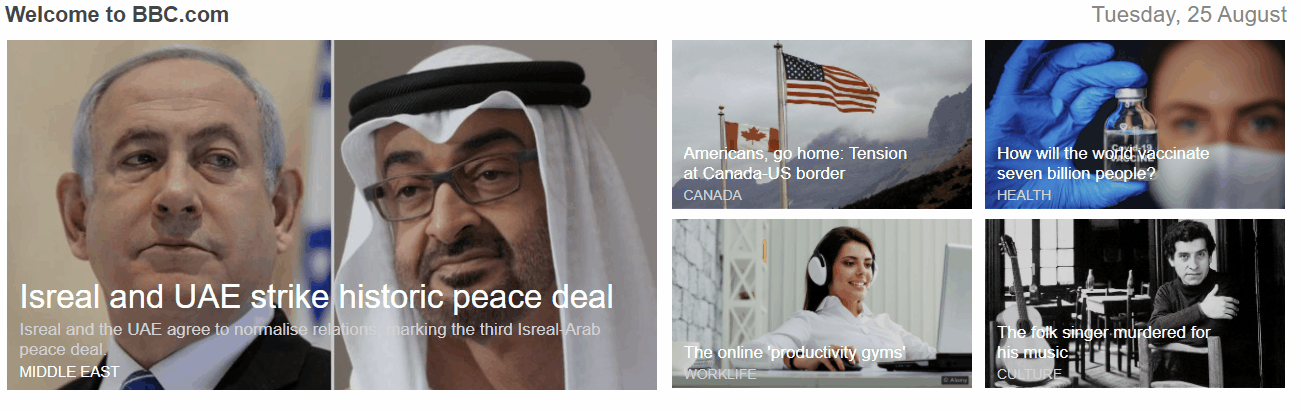 Welcome to BBC.com
Tuesday, 25 August
Isreal and UAE strike historic peace deal
Isreal and the UAE agree to normalise relations, marking the third Isreal-Arab
peace deal.
MIDDLE EAST
Americans, go home: Tension
at Canada-US border
CANADA
How will the world vaccinate
seven billion people?
HEALTH
Covid-19
VACCINE
The online 'productivity gyms'
WORKLIFE
© Alamy
The folk singer murdered for
his music
CULTURE